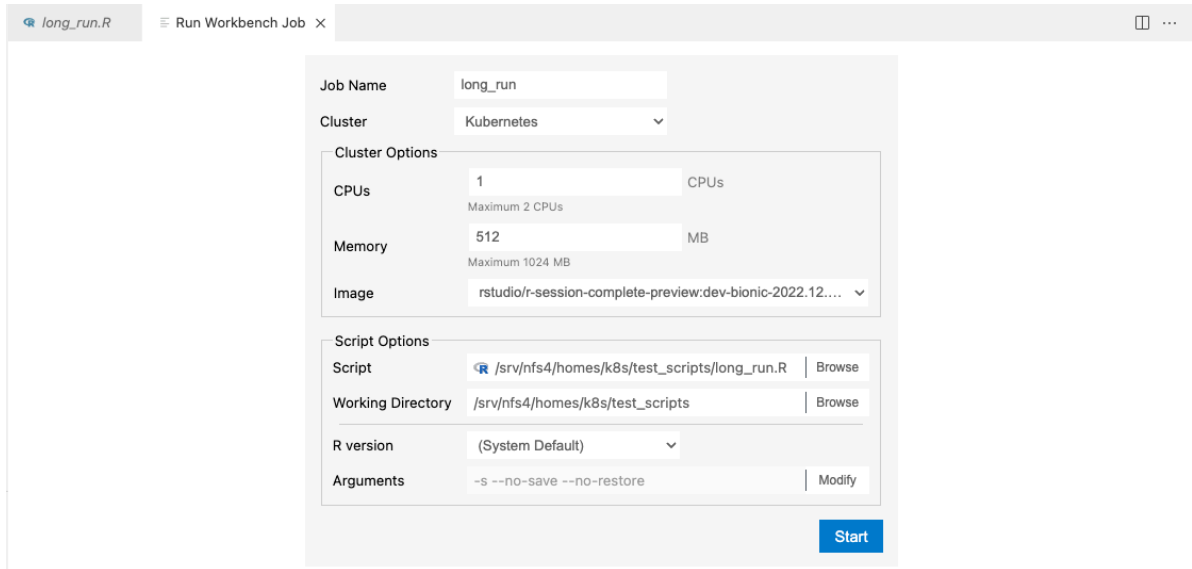 long_run.R Run Workbench Job
Job Name long_run
Cluster Kubernetes
Cluster Options
CPUs 1 CPUs
Maximum 2 CPUs
Memory 512 MB
Maximum 1024 MB
Image rstudio/r-session-complete-preview:dev-bionic-2022.12....
Script Options
Script /srv/nfs4/homes/k8s/test_scripts/long_run.R Browse
Working Directory /srv/nfs4/homes/k8s/test_scripts Browse
R version (System Default)
Arguments -s --no-save --no-restore Modify
Start